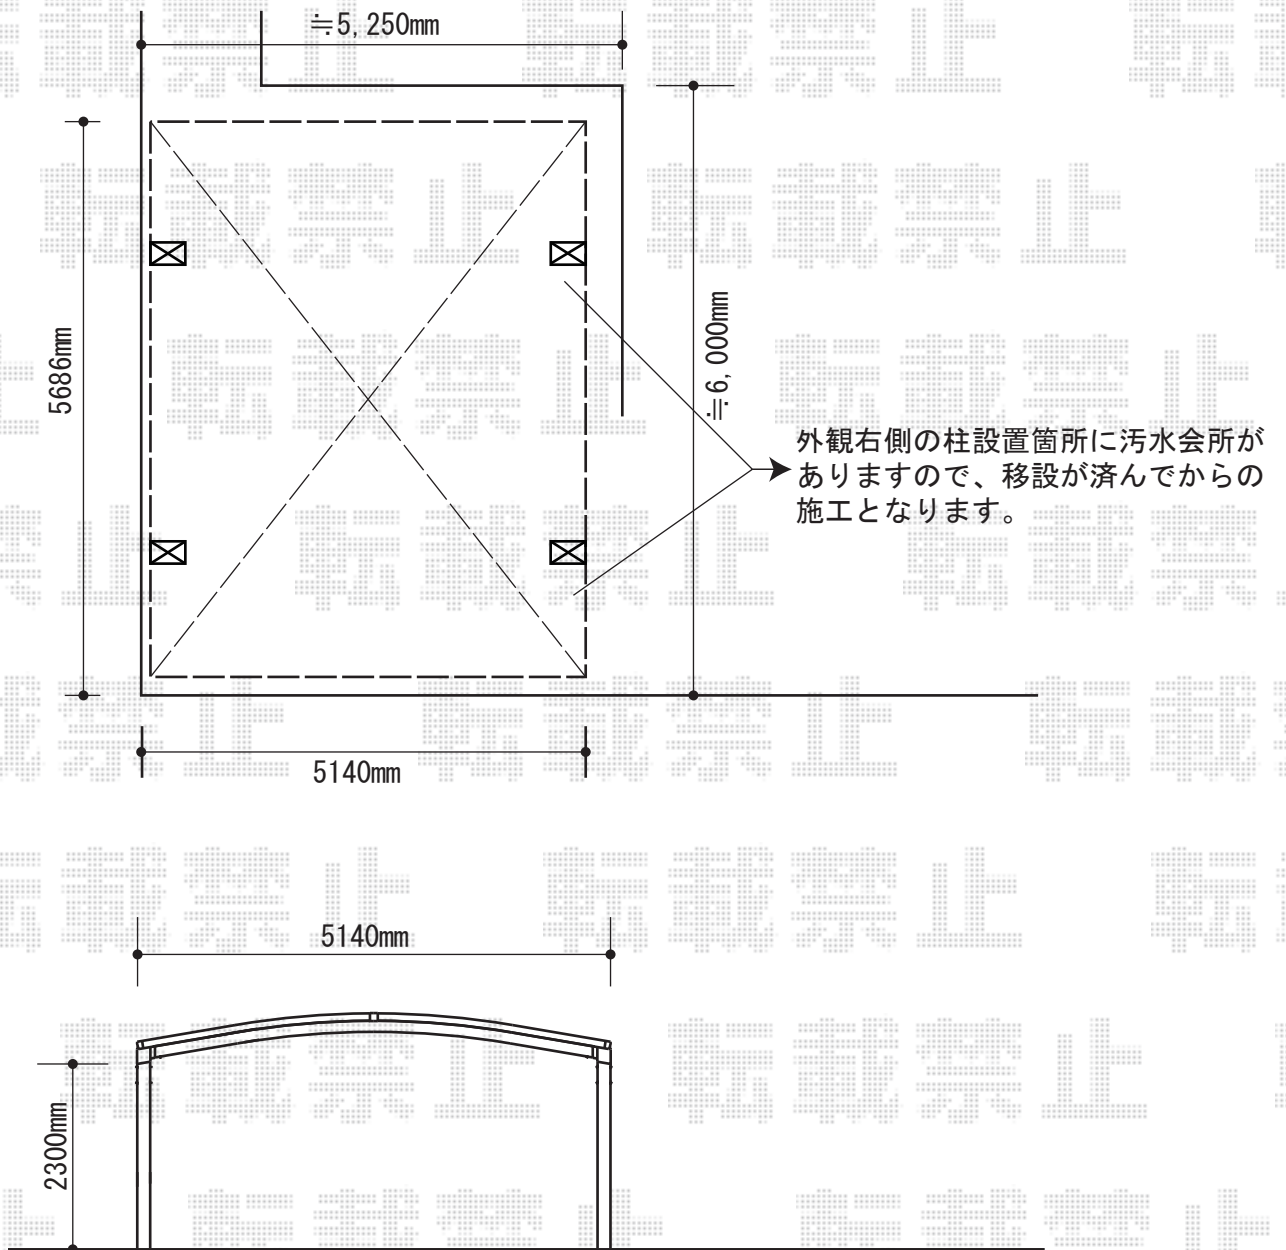 ≒5,250mm
5686mm
≒6,000mm
外観右側の柱設置箇所に汚水会所が
ありますので、移設が済んでからの
施工となります。
5140mm
5140mm
2300mm
転載禁止